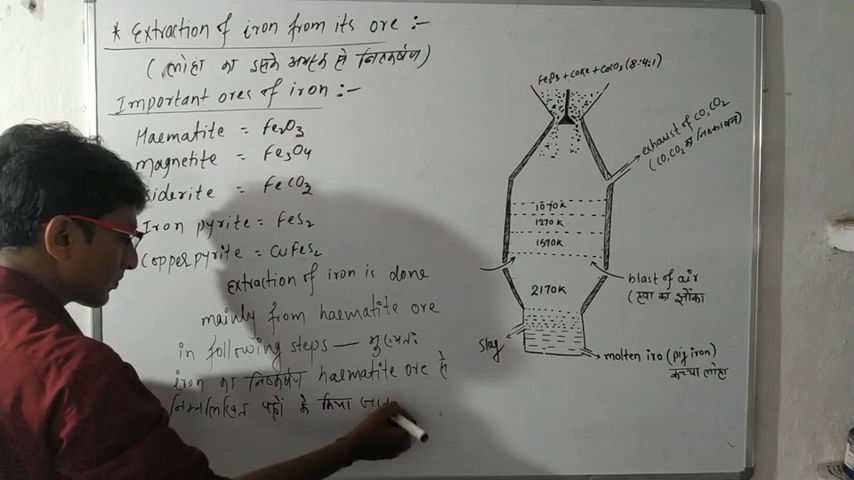 * Extraction of iron from its ore :-
( लोहा का इसके अयस्क से निष्कर्षण )
Important ores of iron :-
Haematite = Fe2O3
Magnetite = Fe3O4
siderite = FeCO3
Iron pyrite = FeS2
Copper pyrite = CuFeS2
Extraction of iron is done
mainly from haematite ore
in following steps — मुख्यतः
iron का निष्कर्षण haematite ore से
निम्नलिखित पदों के किया जा
Fe2O3 + Coke + CaCO3 (8:4:1)
exhaust of CO, CO2
(CO, CO2 का निकास
1070K
1270K
1570K
2170K
blast of air
(हवा का झोंका
slag
molten iro (pig iron)
कच्चा लोहा